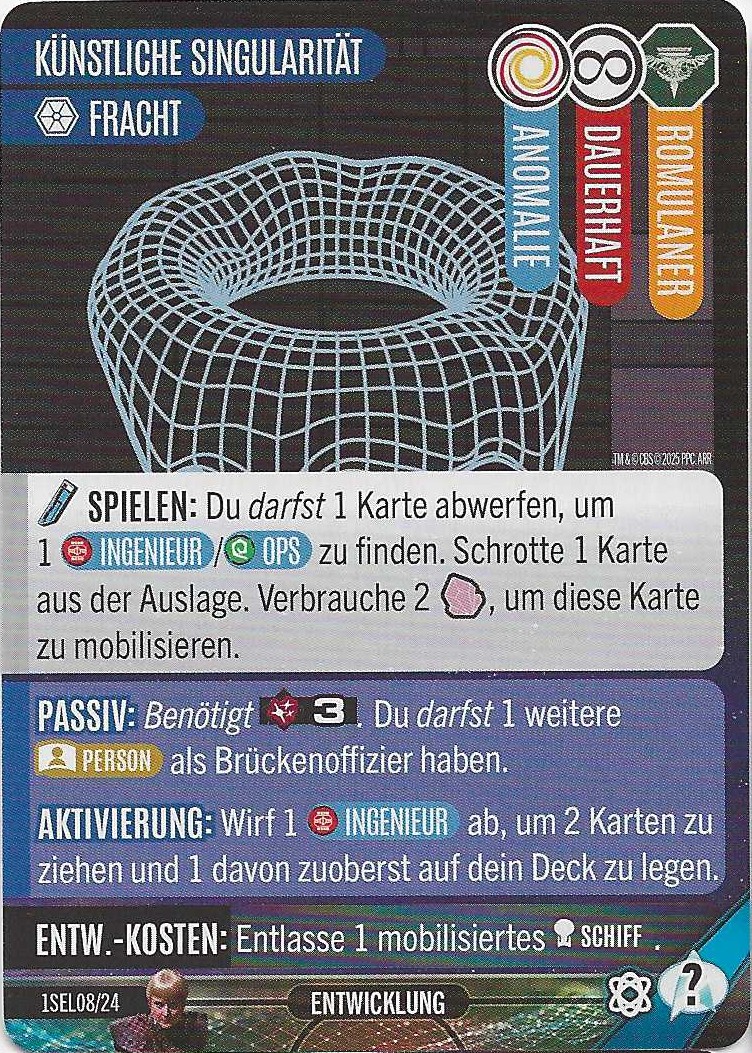 KÜNSTLICHE SINGULARITÄT
FRACHT
ANOMALIE
DAUERHAFT
ROMULANER
TM & © CBS © 2025 PPC. ARR
SPIELEN: Du darfst 1 Karte abwerfen, um
1 INGENIEUR / OPS zu finden. Schrotte 1 Karte
aus der Auslage. Verbrauche 2 , um diese Karte
zu mobilisieren.
PASSIV: Benötigt 3 . Du darfst 1 weitere
PERSON als Brückenoffizier haben.
AKTIVIERUNG: Wirf 1 INGENIEUR ab, um 2 Karten zu
ziehen und 1 davon zuoberst auf dein Deck zu legen.
ENTW.-KOSTEN: Entlasse 1 mobilisiertes SCHIFF .
1SEL08/24
ENTWICKLUNG
?